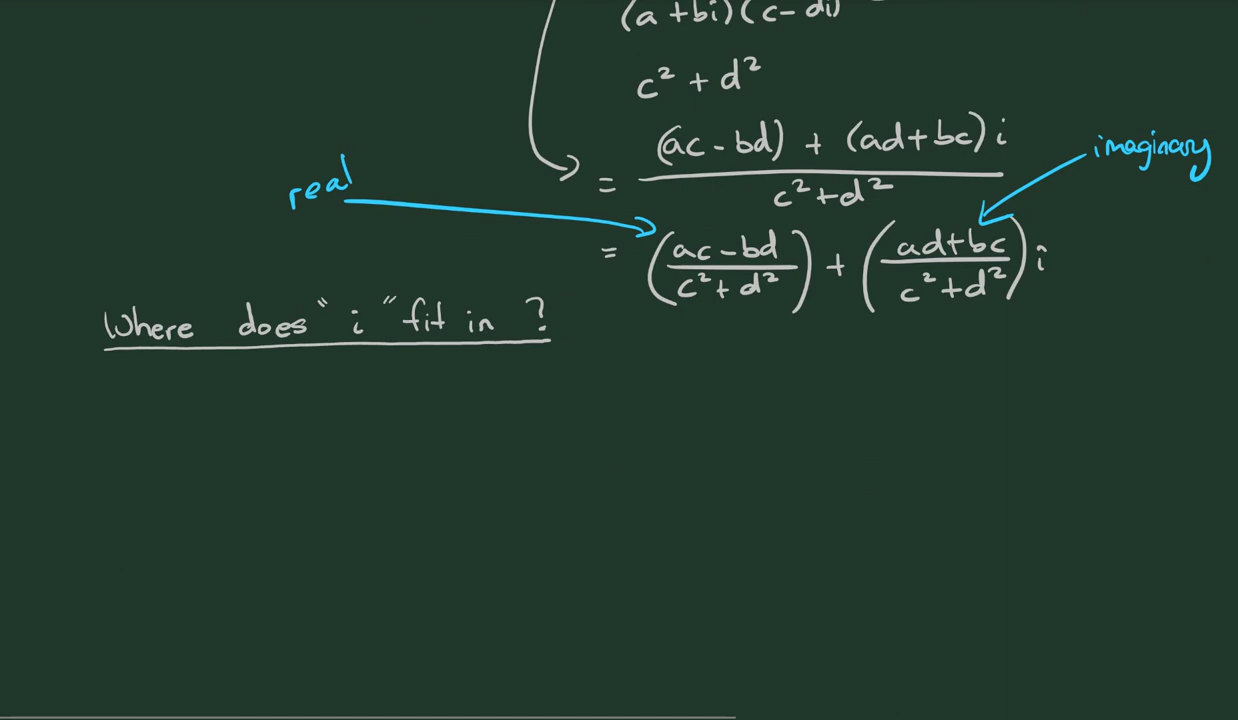 (a + bi)(c - di)
c² + d²
= (ac - bd) + (ad + bc) i
c² + d²
imaginary
real
= (ac - bd / c² + d²) + (ad + bc / c² + d²) i
Where does "i" fit in ?